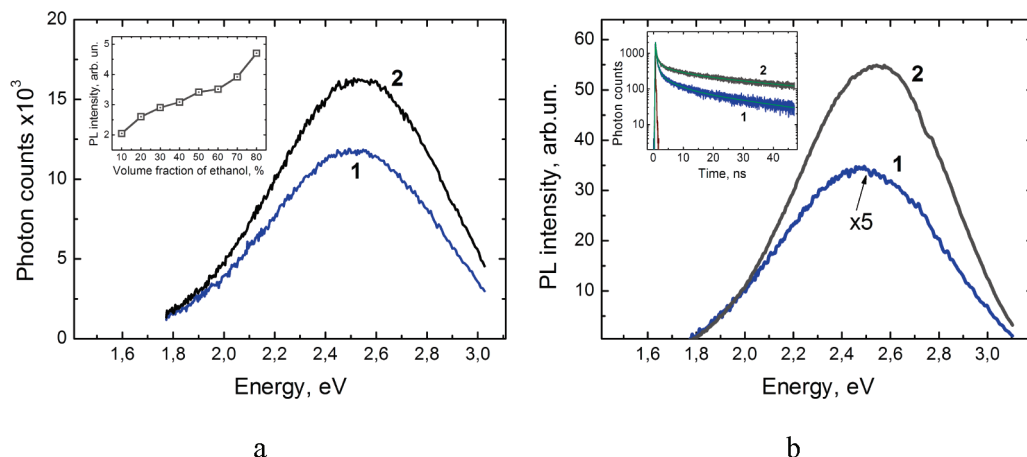 20
15
10
5
0
Photon counts x10³
1,6 1,8 2,0 2,2 2,4 2,6 2,8 3,0
Energy, eV
1
2
5
4
3
2
PL intensity, arb. un.
10 20 30 40 50 60 70 80
Volume fraction of ethanol, %
a
60
50
40
30
20
10
0
PL intensity, arb.un.
1,6 1,8 2,0 2,2 2,4 2,6 2,8 3,0
Energy, eV
2
1
x5
1000
100
10
Photon counts
0 10 20 30 40
Time, ns
2
1
b